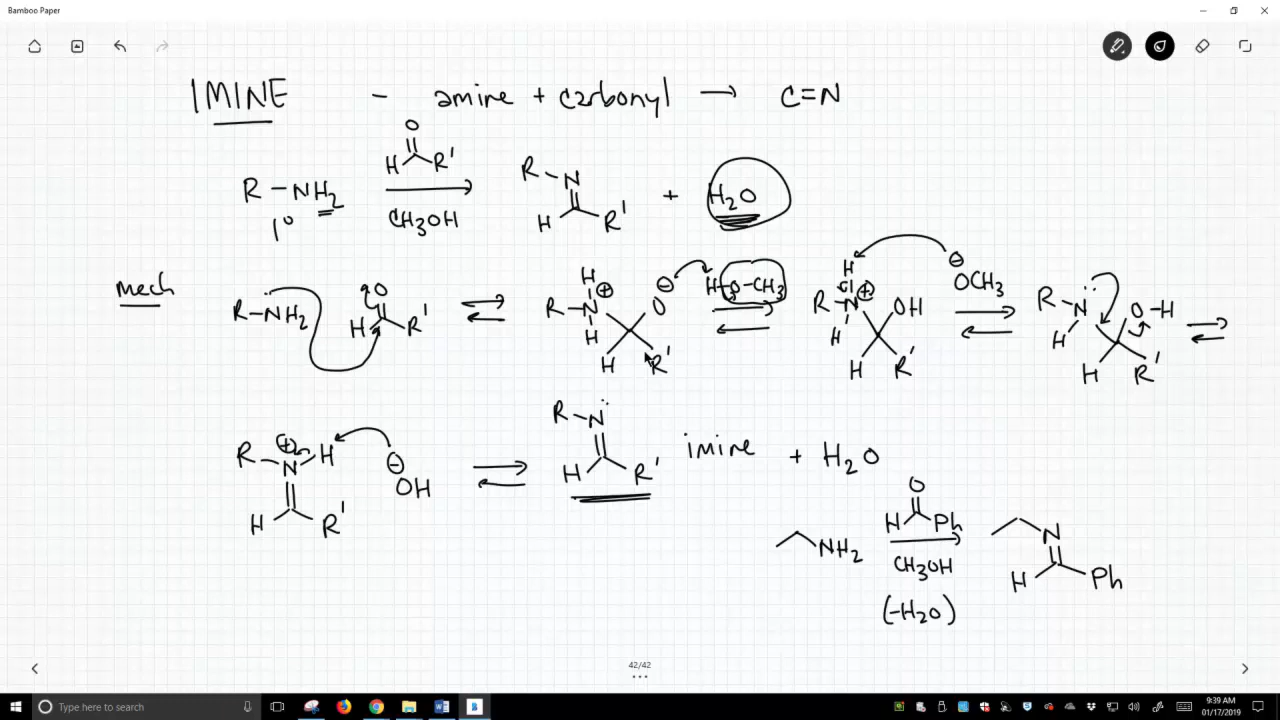 Bamboo Paper
IMINE - amine + carbonyl → C=N
O
H R'
R-NH2 → R-N + H2O
1° CH3OH H R'
Mech
R-NH2 O H R' ⇌ H R-N⊕ H O⊖ H R' H-O-CH3 ⇌ H R-N⊕ H OH H R' ⊖OCH3 ⇌ R-N H O-H H R' ⇌
R-N⊕-H H R' ⊖OH ⇌ R-N H R' imine + H2O
O
H Ph
NH2 → N
CH3OH H Ph
(-H2O)
42/42
Type here to search
9:39 AM
01/17/2019